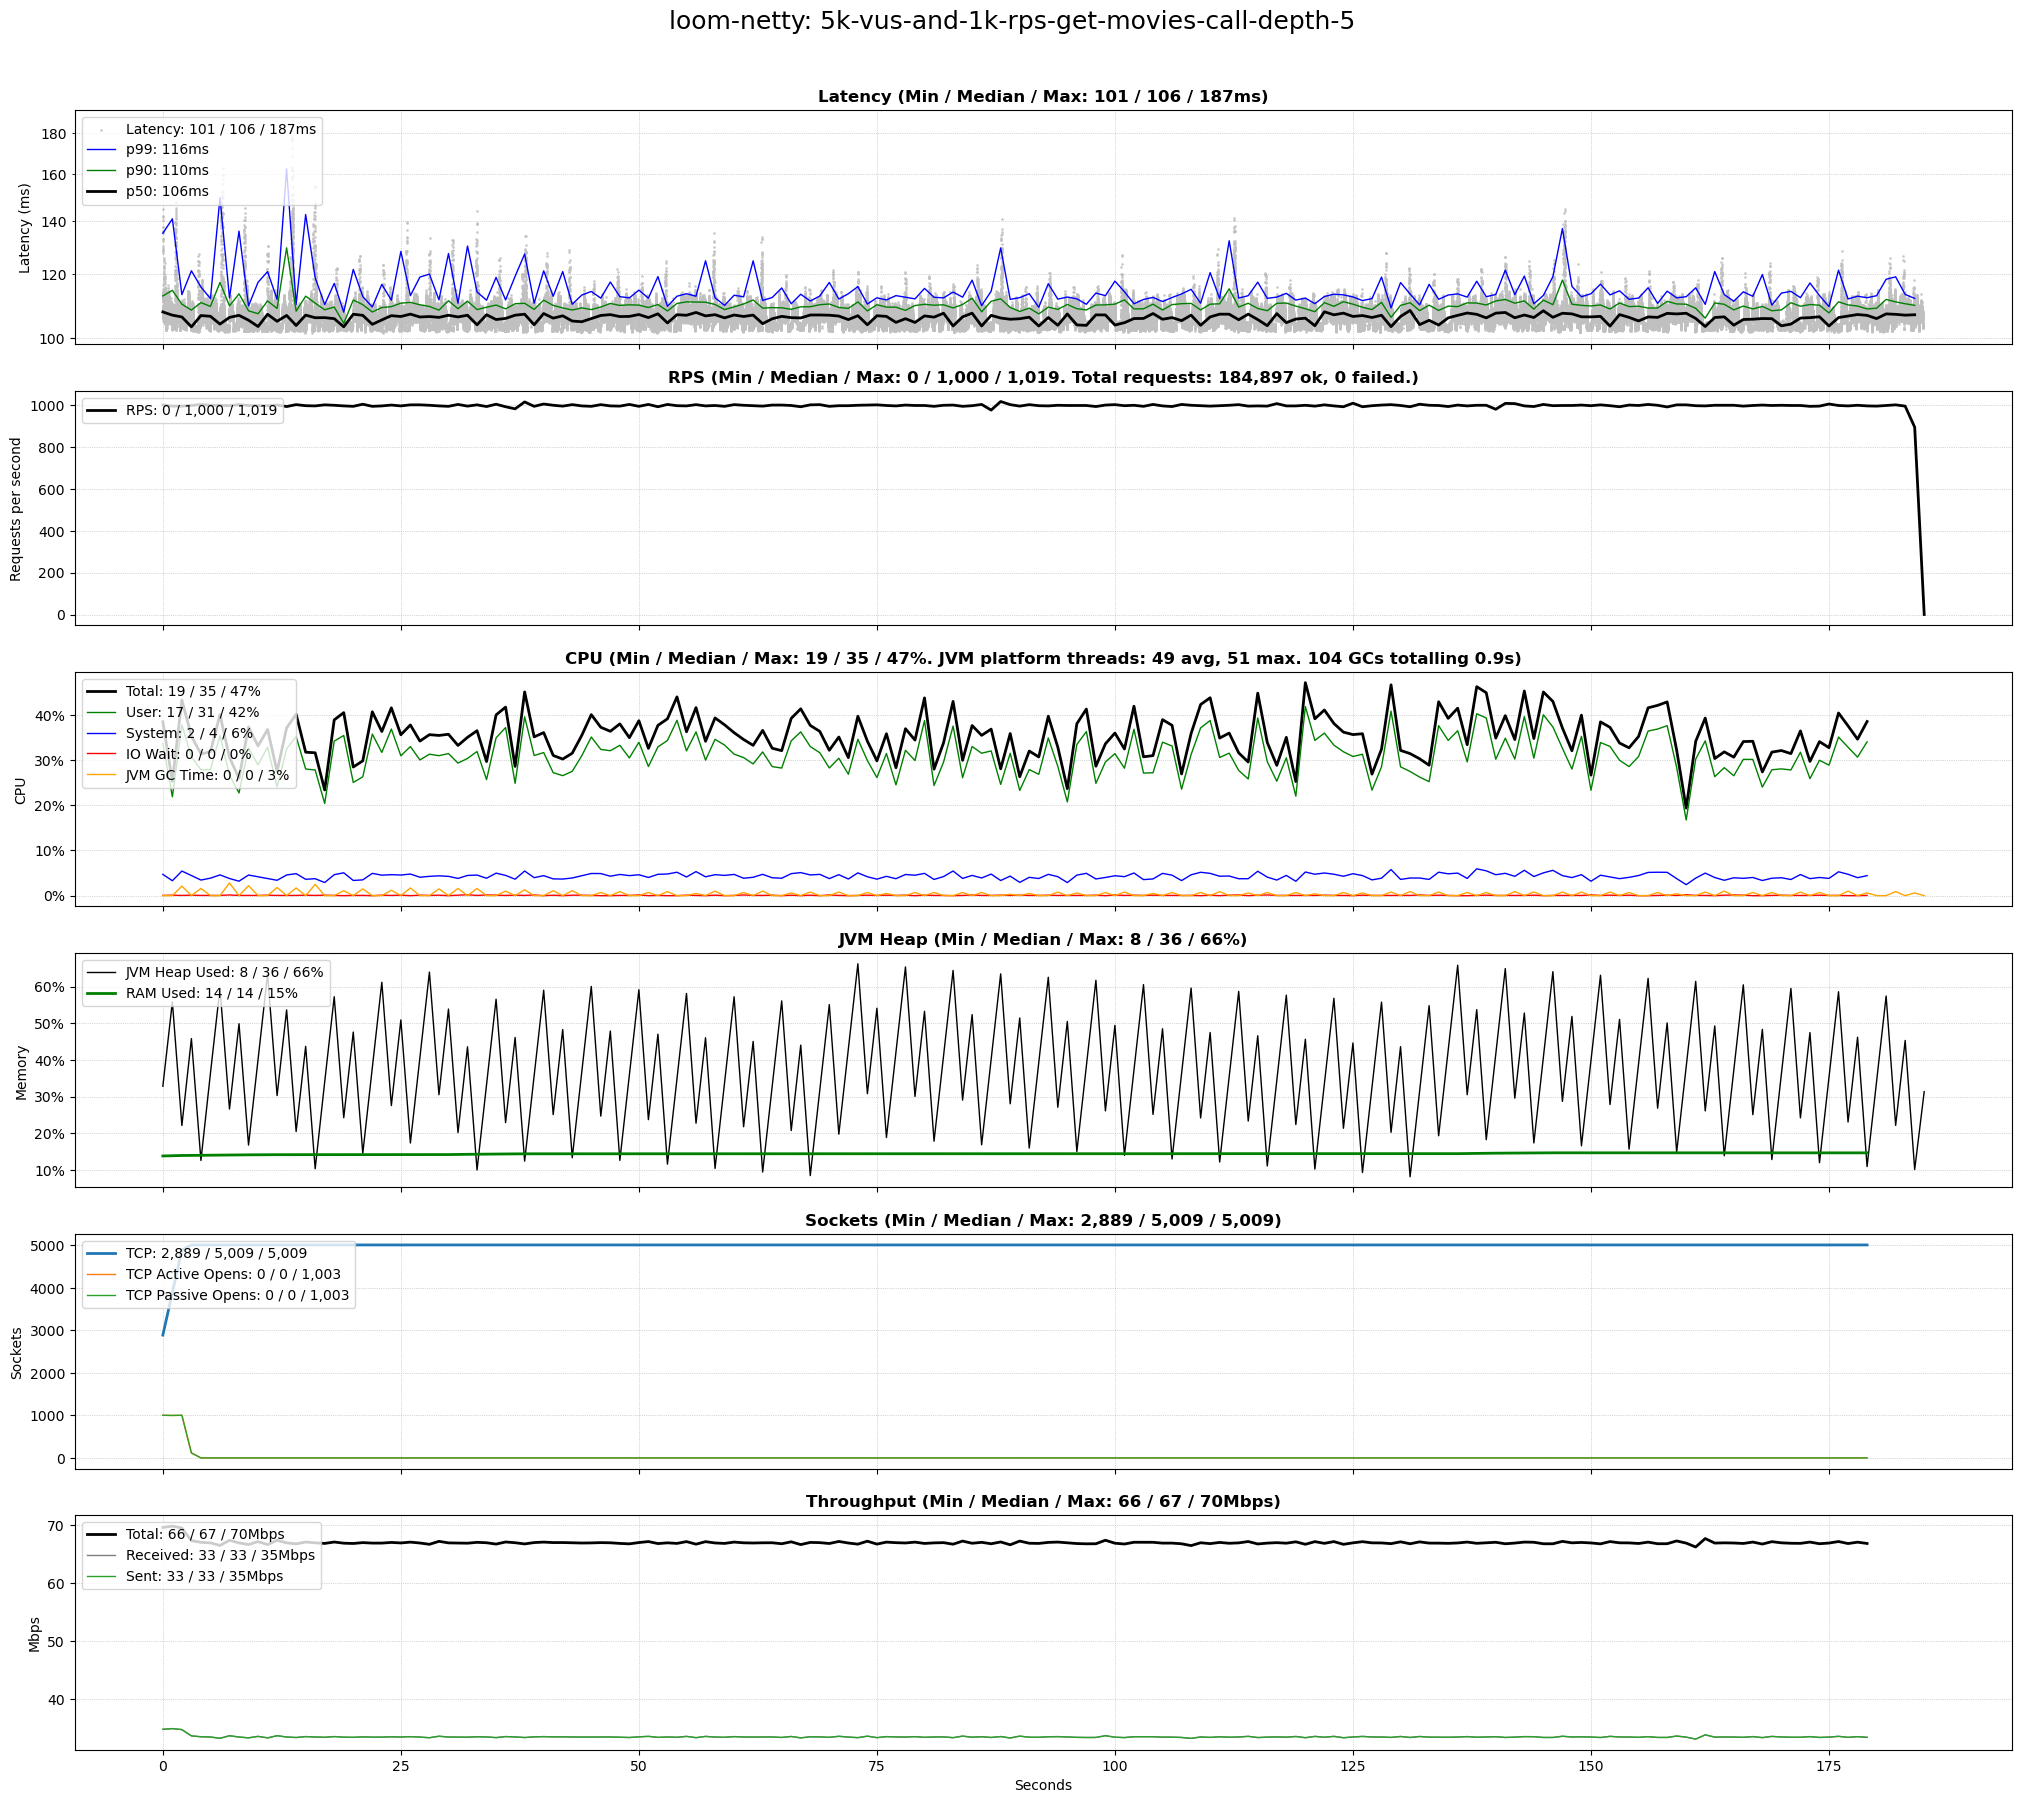 loom-netty: 5k-vus-and-1k-rps-get-movies-call-depth-5
Latency (Min / Median / Max: 101 / 106 / 187ms)
Latency: 101 / 106 / 187ms
p99: 116ms
p90: 110ms
p50: 106ms
Latency (ms)
180
160
140
120
100
RPS (Min / Median / Max: 0 / 1,000 / 1,019. Total requests: 184,897 ok, 0 failed.)
RPS: 0 / 1,000 / 1,019
Requests per second
1000
800
600
400
200
0
CPU (Min / Median / Max: 19 / 35 / 47%. JVM platform threads: 49 avg, 51 max. 104 GCs totalling 0.9s)
Total: 19 / 35 / 47%
User: 17 / 31 / 42%
System: 2 / 4 / 6%
IO Wait: 0 / 0 / 0%
JVM GC Time: 0 / 0 / 3%
CPU
40%
30%
20%
10%
0%
JVM Heap (Min / Median / Max: 8 / 36 / 66%)
JVM Heap Used: 8 / 36 / 66%
RAM Used: 14 / 14 / 15%
Memory
60%
50%
40%
30%
20%
10%
Sockets (Min / Median / Max: 2,889 / 5,009 / 5,009)
TCP: 2,889 / 5,009 / 5,009
TCP Active Opens: 0 / 0 / 1,003
TCP Passive Opens: 0 / 0 / 1,003
Sockets
5000
4000
3000
2000
1000
0
Throughput (Min / Median / Max: 66 / 67 / 70Mbps)
Total: 66 / 67 / 70Mbps
Received: 33 / 33 / 35Mbps
Sent: 33 / 33 / 35Mbps
Mbps
70
60
50
40
0 25 50 75 100 125 150 175
Seconds